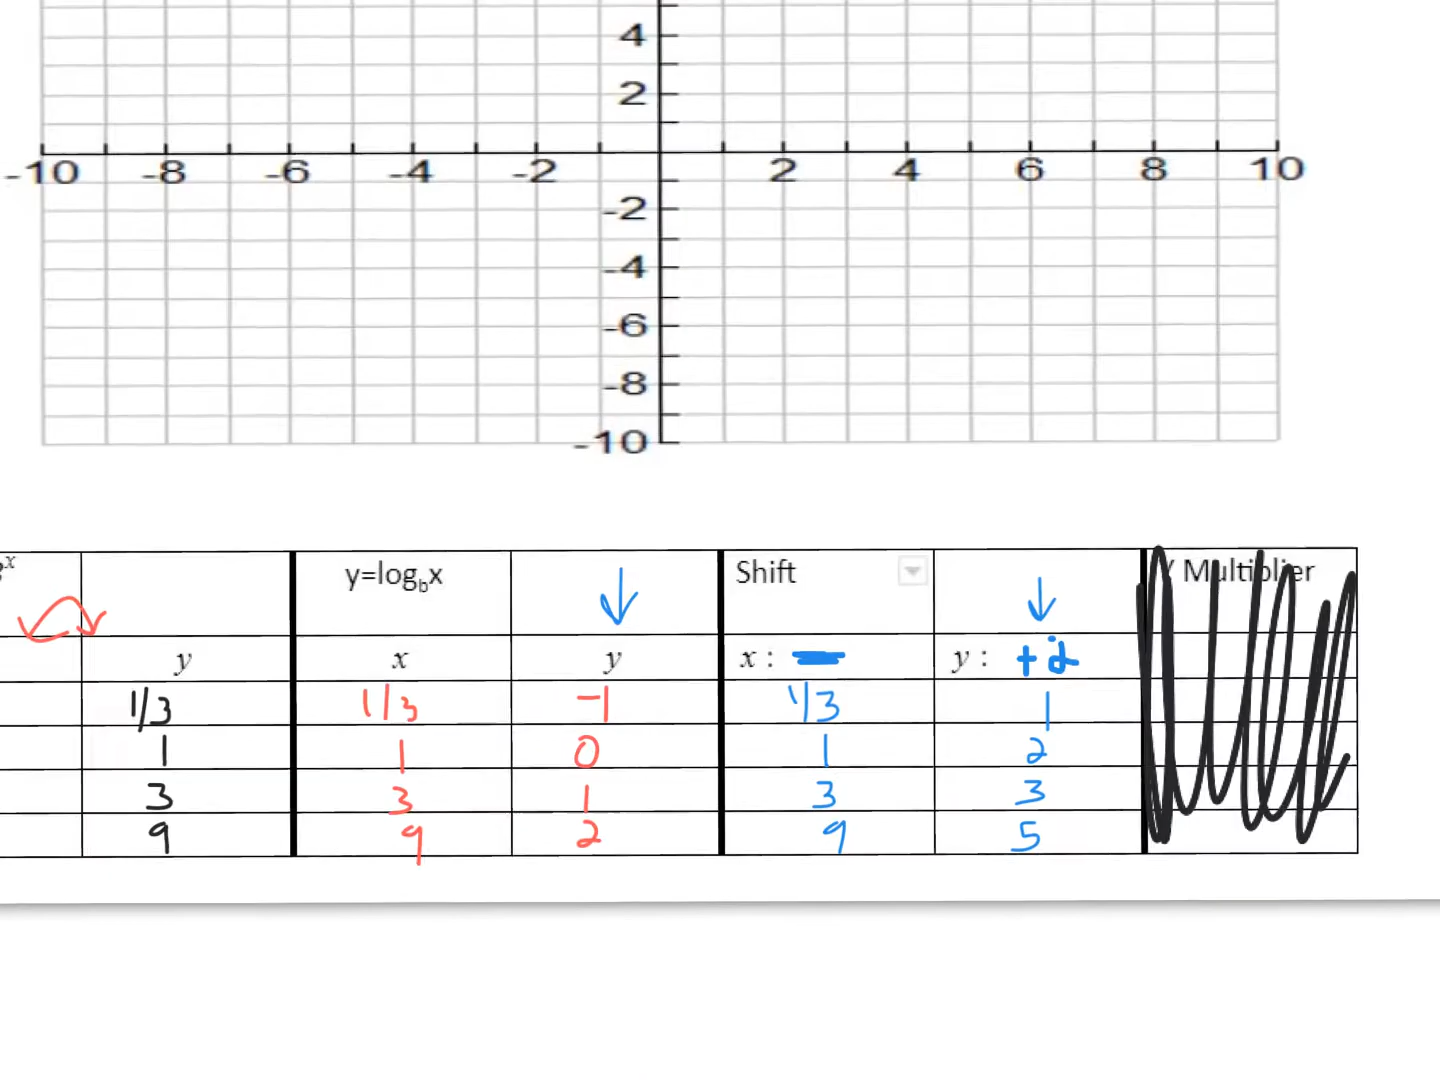 4
2
-10 -8 -6 -4 -2 2 4 6 8 10
-2
-4
-6
-8
-10
x y=log_b x Shift Multiplier
y x y x : y : +2
1/3 1/3 -1 1/3 1
1 1 0 1 2
3 3 1 3 3
9 9 2 9 5